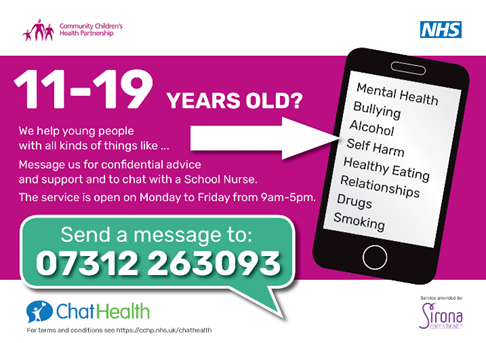 Community Children's
Health Partnership
NHS
11-19 YEARS OLD?
We help young people
with all kinds of things like ...
Message us for confidential advice
and support and to chat with a School Nurse.
The service is open on Monday to Friday from 9am-5pm.
Mental Health
Bullying
Alcohol
Self Harm
Healthy Eating
Relationships
Drugs
Smoking
Send a message to:
07312 263093
ChatHealth
For terms and conditions see https://cchp.nhs.uk/chathealth
Service provided by
Sirona
care & health